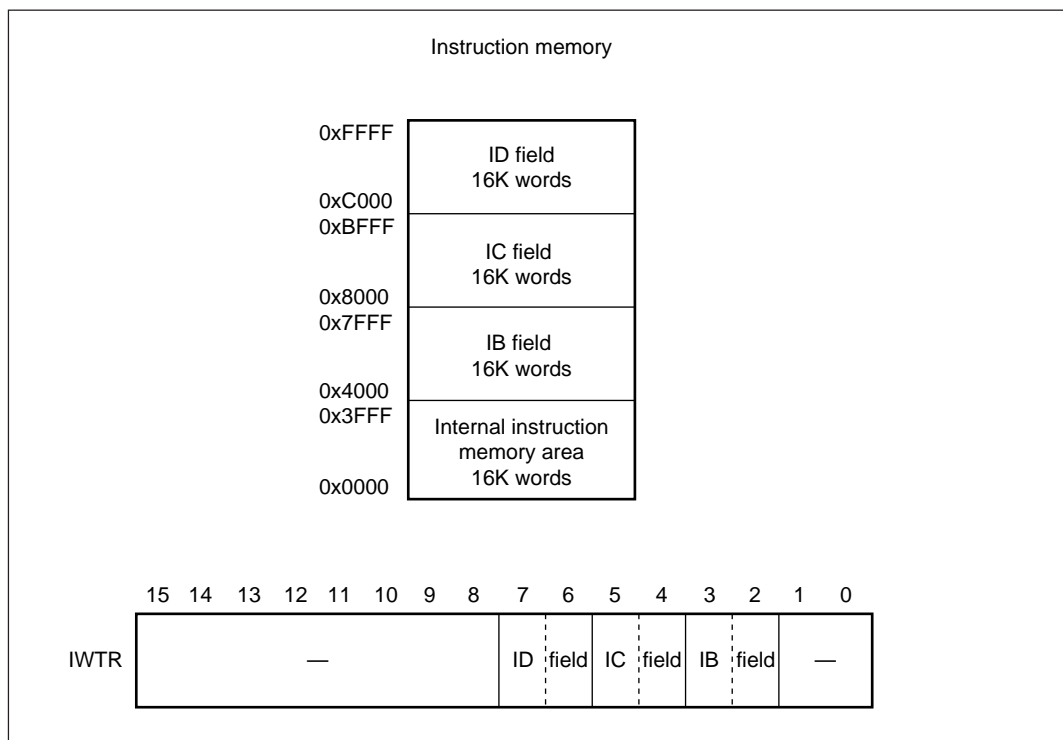 Instruction memory
0xFFFF
ID field
16K words
0xC000
0xBFFF
IC field
16K words
0x8000
0x7FFF
IB field
16K words
0x4000
0x3FFF
Internal instruction
memory area
16K words
0x0000
15 14 13 12 11 10 9 8 7 6 5 4 3 2 1 0
IWTR — ID field IC field IB field —